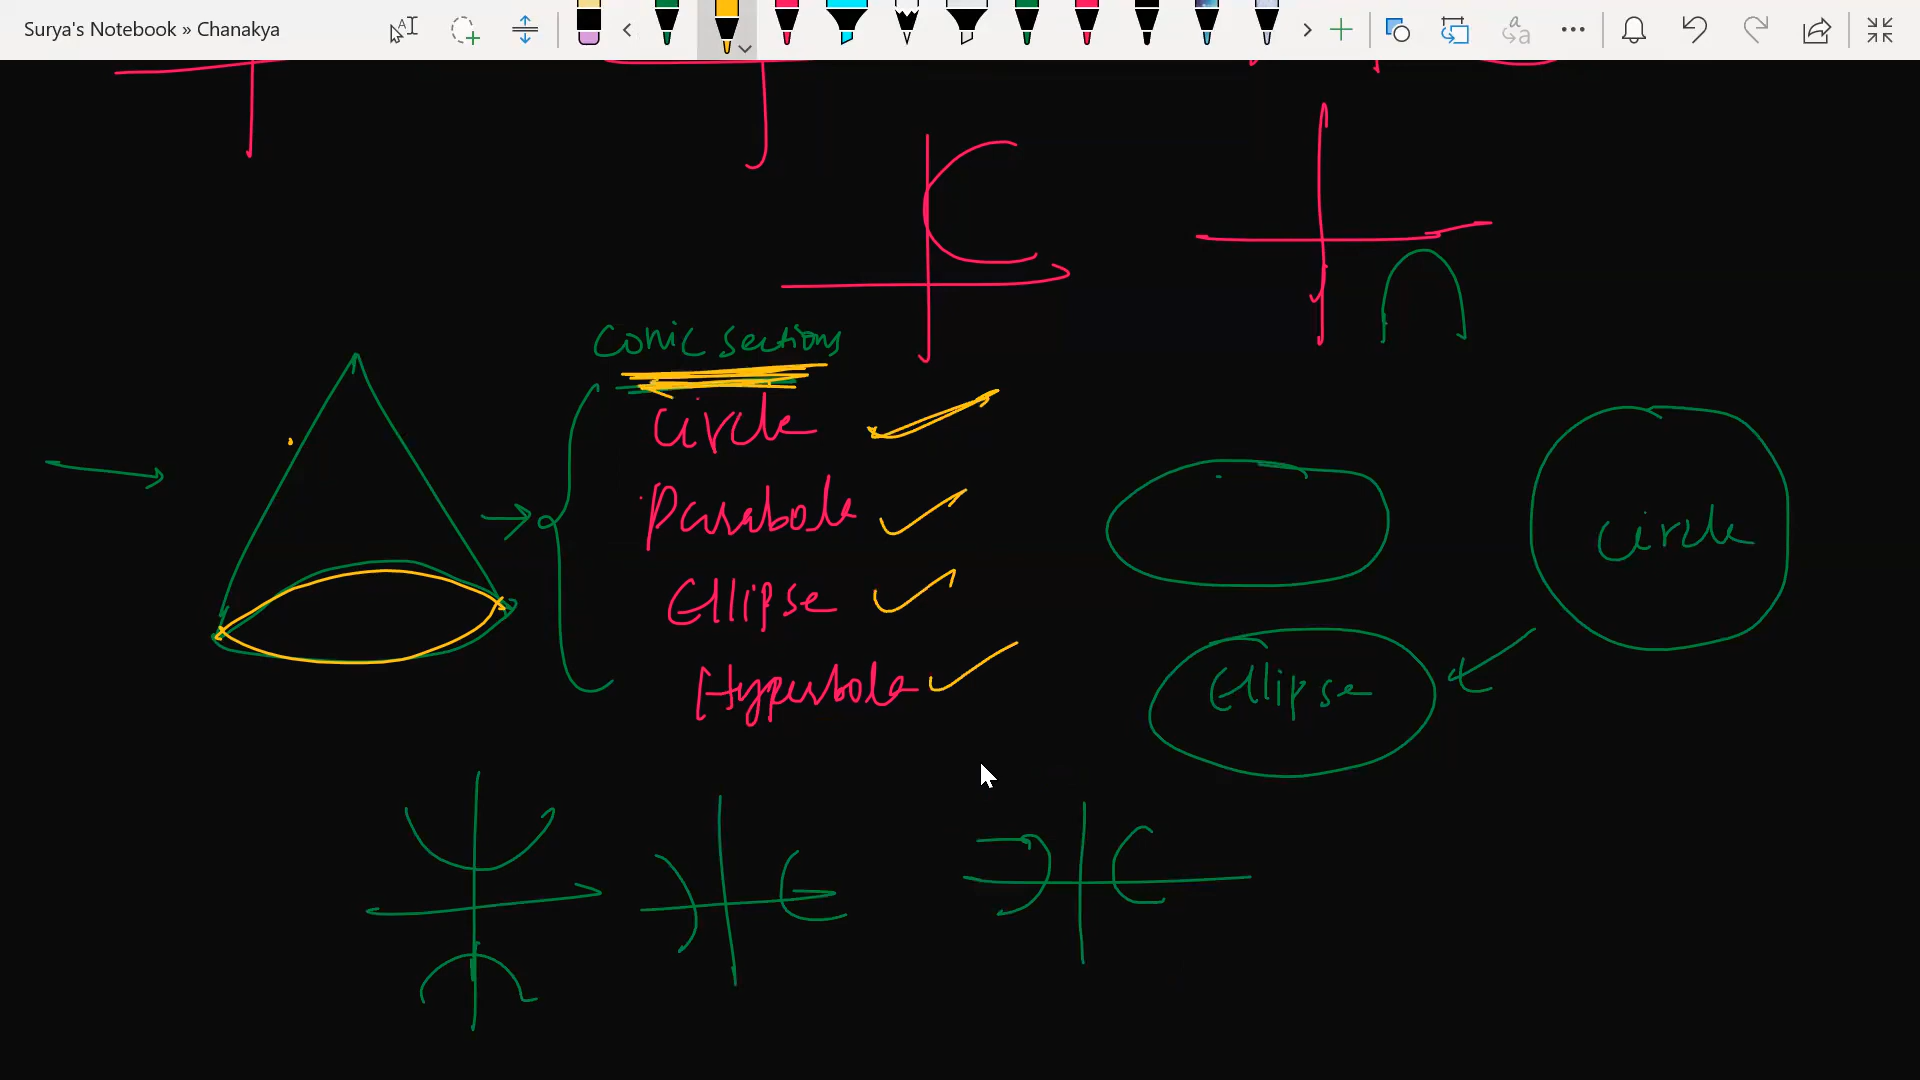 Surya's Notebook » Chanakya
Conic sections
Circle
Parabola
Ellipse
Hyperbola
Circle
Ellipse